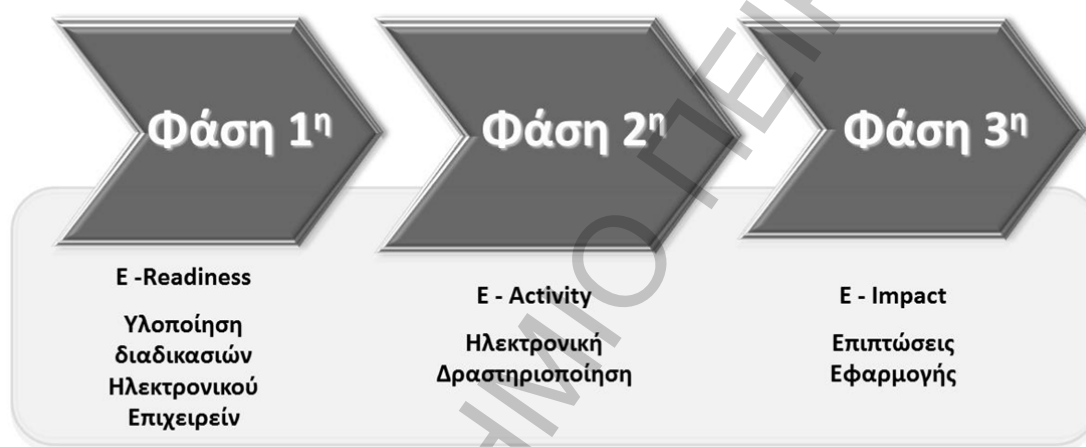 Φάση 1η
Φάση 2η
Φάση 3η
E -Readiness
Υλοποίηση
διαδικασιών
Ηλεκτρονικού
Επιχειρείν
E - Activity
Ηλεκτρονική
Δραστηριοποίηση
E - Impact
Επιπτώσεις
Εφαρμογής